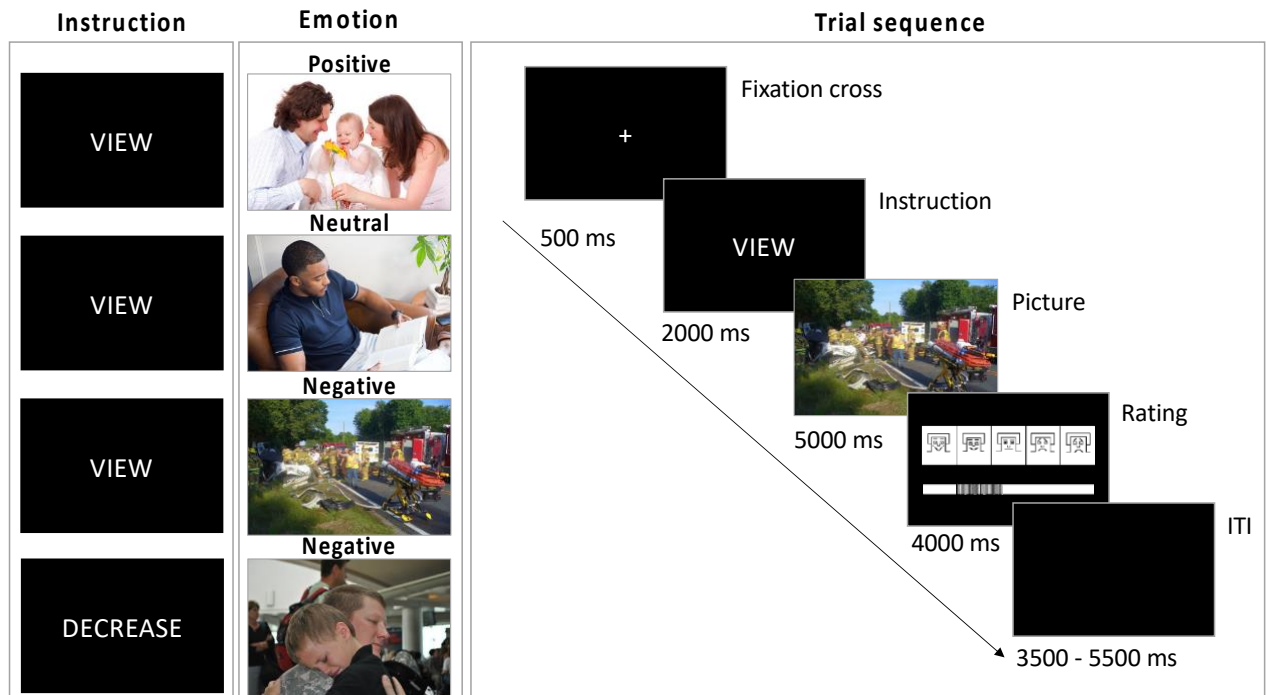 Instruction
Emotion
Trial sequence
VIEW
Positive
VIEW
Neutral
VIEW
Negative
DECREASE
Negative
+
Fixation cross
500 ms
VIEW
Instruction
2000 ms
Picture
5000 ms
Rating
4000 ms
ITI
3500 - 5500 ms